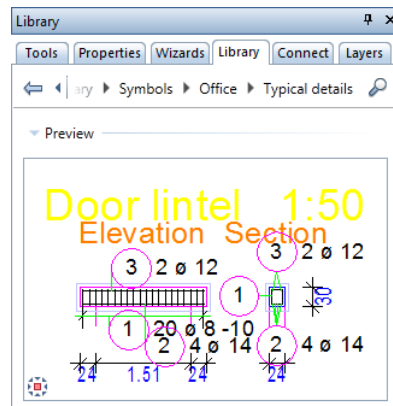 Library
Tools Properties Wizards Library Connect Layers
ary Symbols Office Typical details
Preview
Door lintel 1:50
Elevation Section
3 2 ø 12 3 2 ø 12
1 30
1 20 ø 8 -10
2 4 ø 14 2 4 ø 14
24 1.51 24 24